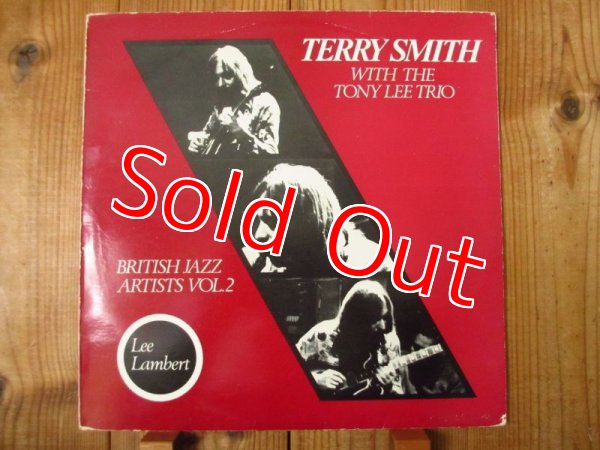 TERRY SMITH
WITH THE
TONY LEE TRIO
Sold Out
BRITISH JAZZ
ARTISTS VOL.2
Lee
Lambert